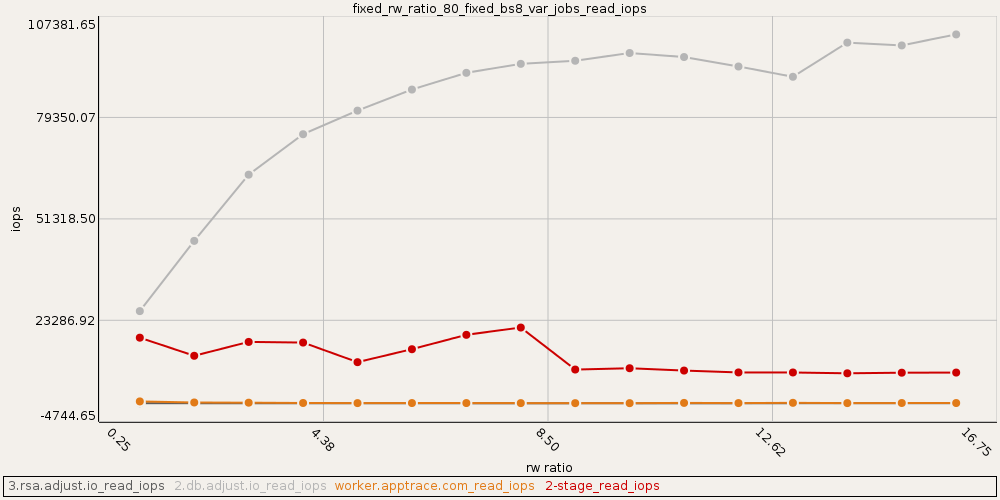 fixed_rw_ratio_80_fixed_bs8_var_jobs_read_iops
107381.65
79350.07
51318.50
23286.92
-4744.65
iops
0.25
4.38
8.50
12.62
16.75
rw ratio
3.rsa.adjust.io_read_iops 2.db.adjust.io_read_iops worker.apptrace.com_read_iops 2-stage_read_iops